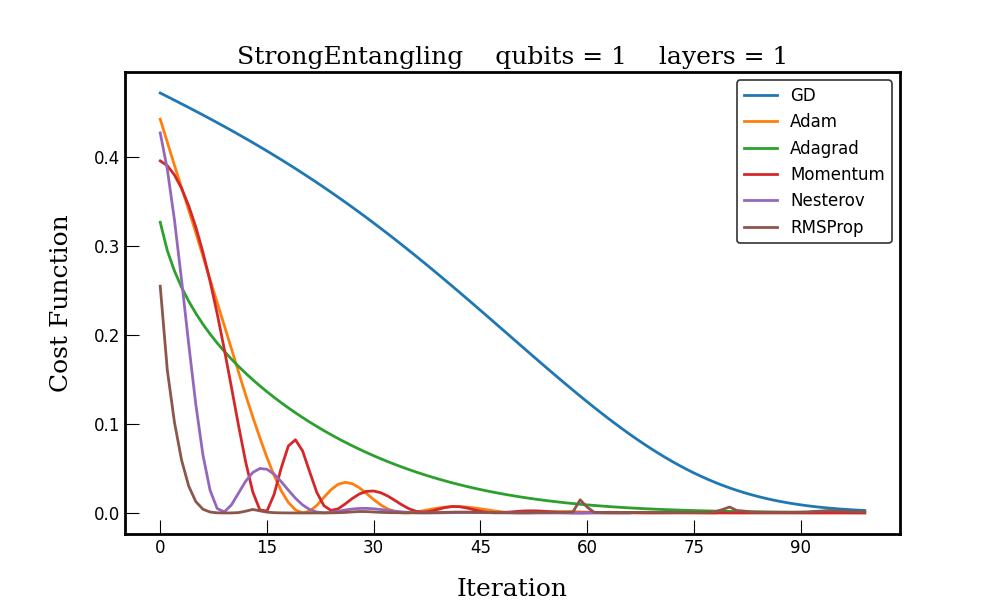 StrongEntangling qubits = 1 layers = 1
GD
Adam
Adagrad
Momentum
Nesterov
RMSProp
Cost Function
0.4
0.3
0.2
0.1
0.0
0 15 30 45 60 75 90
Iteration